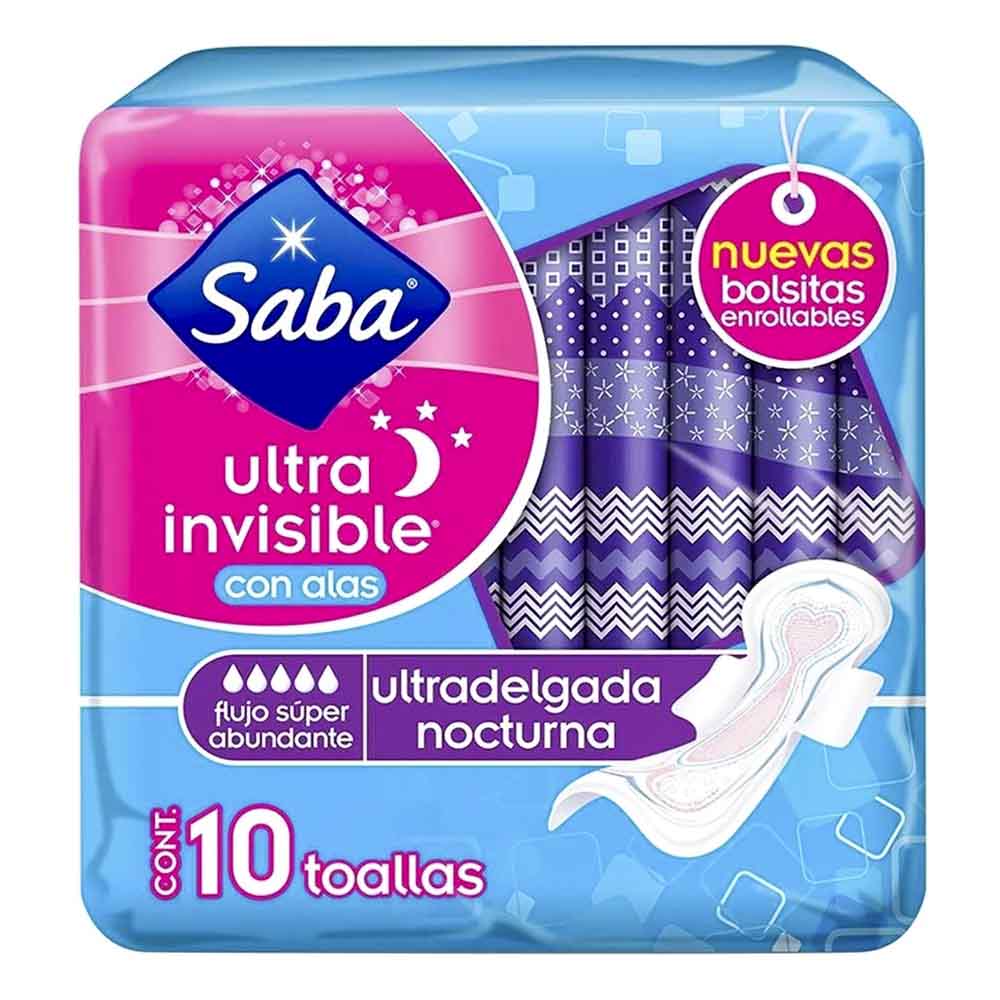 Saba®
ultra
invisible®
con alas
nuevas
bolsitas
enrollables
flujo súper
abundante
ultradelgada
nocturna
CONT. 10 toallas